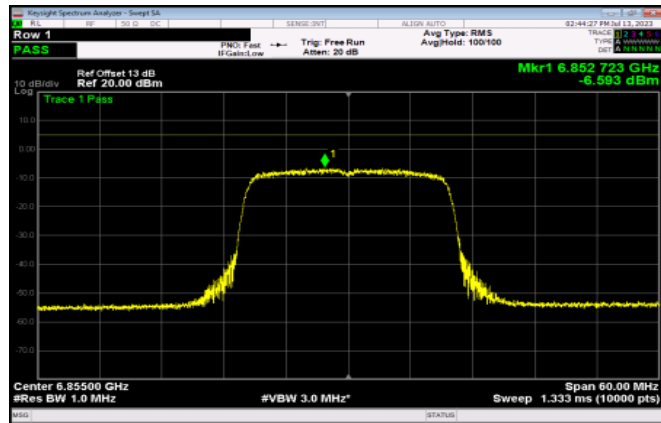 Keysight Spectrum Analyzer - Swept SA
RL RF 50 Ω DC SENSE:INT ALIGN AUTO 02:44:27 PM Jul 13, 2023
Row 1 PNO: Fast Trig: Free Run Avg Type: RMS TRACE 1 2 3 4 5 6
PASS IFGain:Low Atten: 20 dB Avg|Hold: 100/100 TYPE A
DET A N N N N N
Ref Offset 13 dB Mkr1 6.852 723 GHz
10 dB/div Ref 20.00 dBm -6.593 dBm
Log
Trace 1 Pass
10.0
0.00
1
-10.0
-20.0
-30.0
-40.0
-50.0
-60.0
-70.0
Center 6.85500 GHz Span 60.00 MHz
#Res BW 1.0 MHz #VBW 3.0 MHz* Sweep 1.333 ms (10000 pts)
MSG STATUS